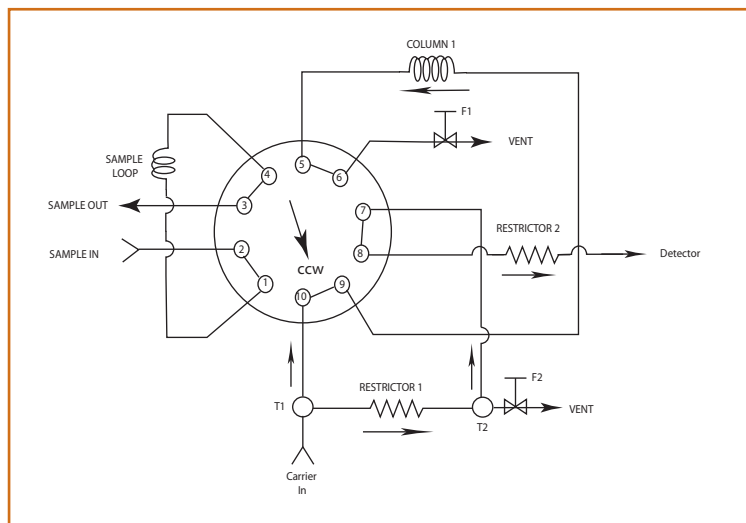 COLUMN 1
F1
VENT
SAMPLE
LOOP
5
4
6
SAMPLE OUT
3
7
RESTRICTOR 2
SAMPLE IN
2
8
Detector
CCW
1
9
10
RESTRICTOR 1
F2
T1
T2
VENT
Carrier
In